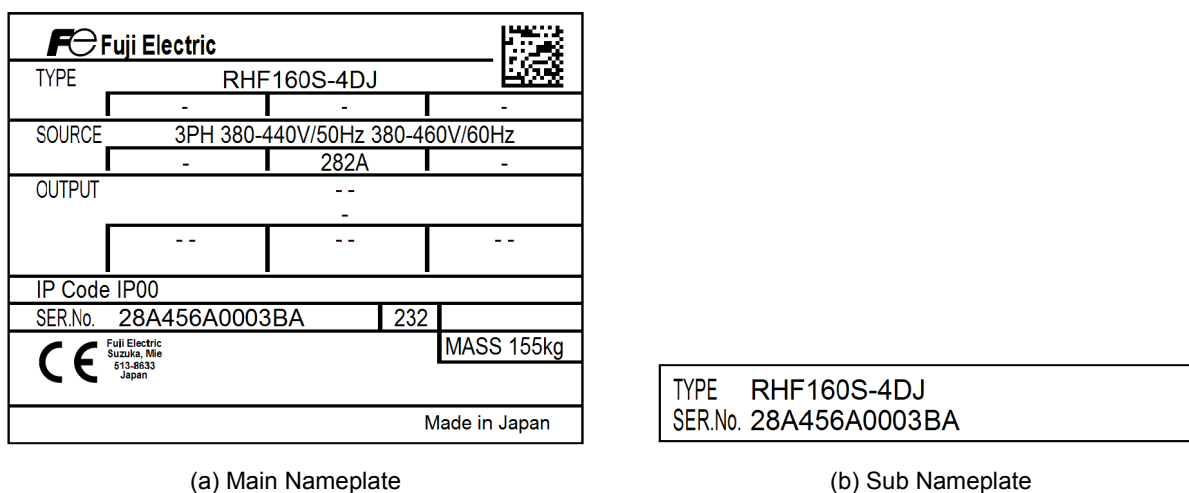 Fe Fuji Electric
TYPE RHF160S-4DJ
- - -
SOURCE 3PH 380-440V/50Hz 380-460V/60Hz
- 282A -
OUTPUT - -
-
- - - - - -
IP Code IP00
SER.No. 28A456A0003BA 232
MASS 155kg
CE
Fuji Electric
Suzuka, Mie
513-8633
Japan
Made in Japan
(a) Main Nameplate
TYPE RHF160S-4DJ
SER.No. 28A456A0003BA
(b) Sub Nameplate